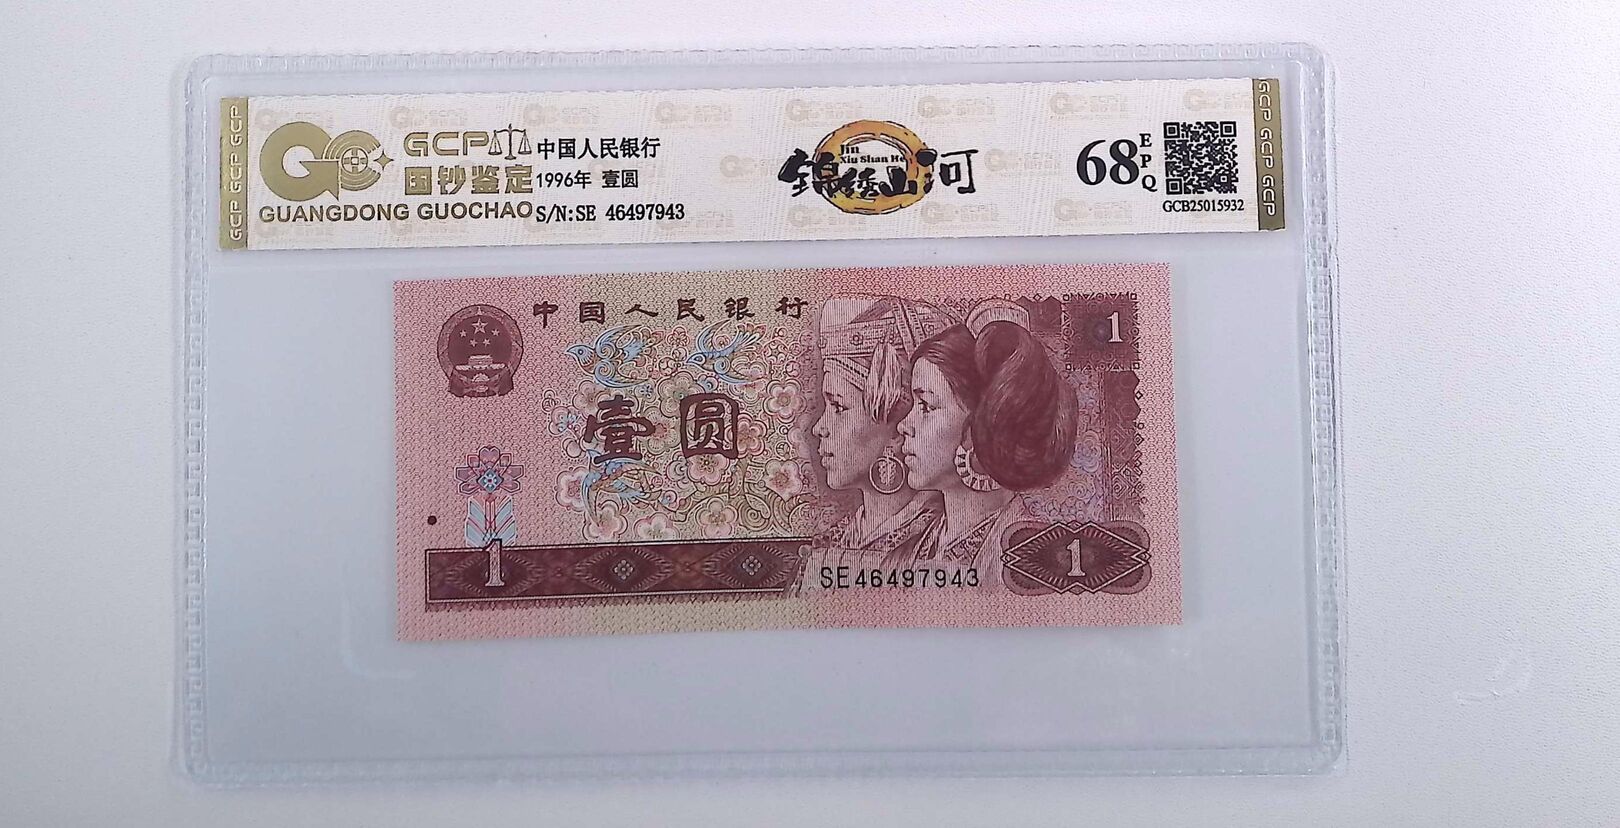 GCP GCP GCP
GCP
国钞鉴定
GUANGDONG GUOCHAO
中国人民银行
1996年 壹圆
S/N:SE 46497943
Jin
Xiu Shan He
锦绣山河
68
EPQ
GCB25015932
GCP GCP GCP
中国人民银行
1
壹圆
1
SE46497943
1